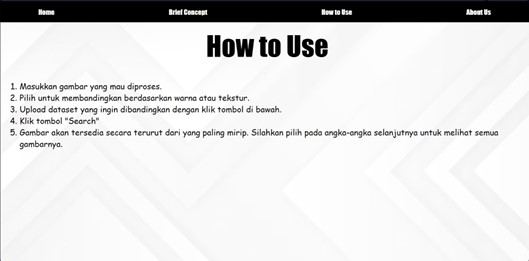 Home
Brief Concept
How to Use
About Us
How to Use
1. Masukkan gambar yang mau diproses.
2. Pilih untuk membandingkan berdasarkan warna atau tekstur.
3. Upload dataset yang ingin dibandingkan dengan klik tombol di bawah.
4. Klik tombol "Search"
5. Gambar akan tersedia secara terurut dari yang paling mirip. Silahkan pilih pada angka-angka selanjutnya untuk melihat semua
gambarnya.